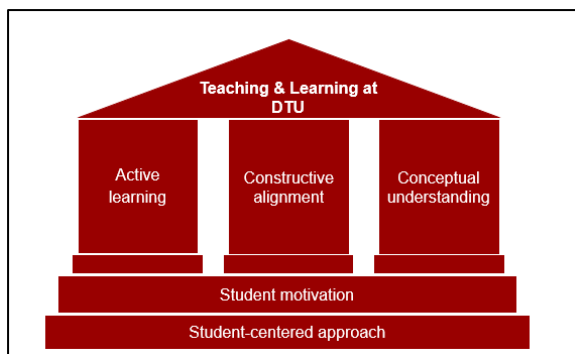 Teaching & Learning at
DTU
Active
learning
Constructive
alignment
Conceptual
understanding
Student motivation
Student-centered approach